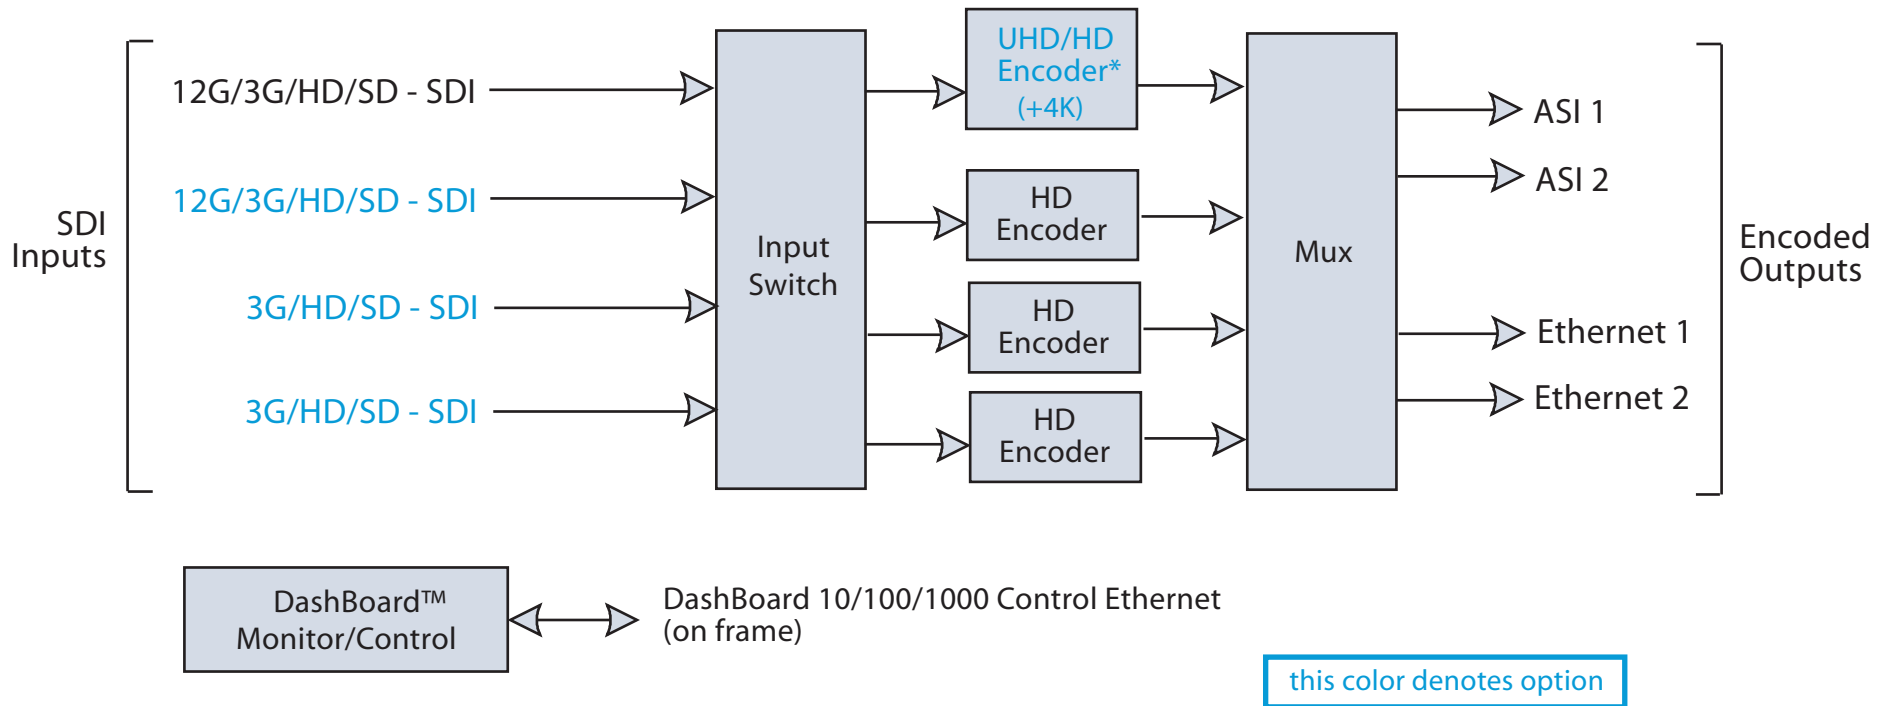 SDI
Inputs
12G/3G/HD/SD - SDI
12G/3G/HD/SD - SDI
3G/HD/SD - SDI
3G/HD/SD - SDI
Input
Switch
UHD/HD
Encoder*
(+4K)
HD
Encoder
HD
Encoder
HD
Encoder
Mux
ASI 1
ASI 2
Ethernet 1
Ethernet 2
Encoded
Outputs
DashBoard™
Monitor/Control
DashBoard 10/100/1000 Control Ethernet
(on frame)
this color denotes option